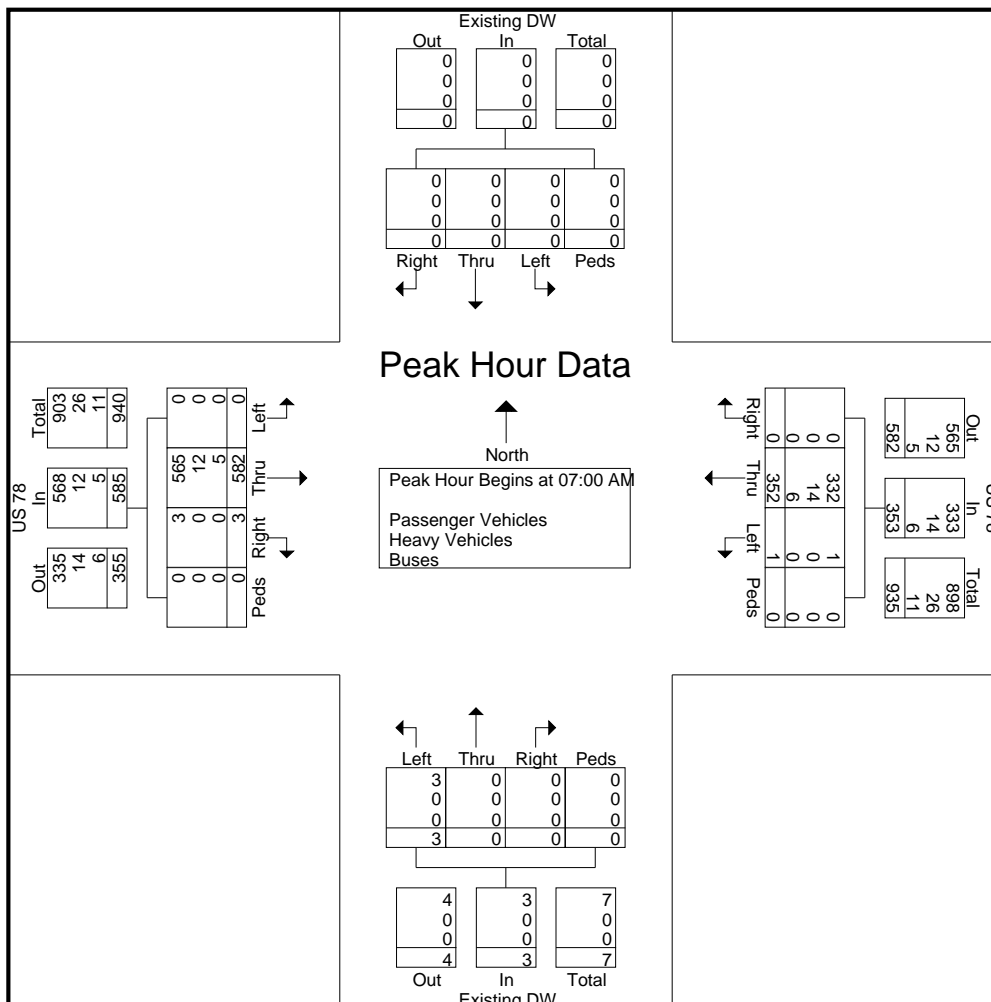 Existing DW
Out In Total
0 0 0
0 0 0
0 0 0
0 0 0
0 0 0 0
0 0 0 0
0 0 0 0
0 0 0 0
Right Thru Left Peds
Peak Hour Data
North
Peak Hour Begins at 07:00 AM
Passenger Vehicles
Heavy Vehicles
Buses
US 78
Out In Total
335 568 903
14 12 26
6 5 11
355 585 940
Peds Right Thru Left
0 3 565 0
0 0 12 0
0 0 5 0
0 3 582 0
Out In Total
565 333 898
12 14 26
5 6 11
582 353 935
Right Thru Left Peds
0 332 1 0
0 14 0 0
0 6 0 0
0 352 1 0
Left Thru Right Peds
3 0 0 0
0 0 0 0
0 0 0 0
3 0 0 0
4 3 7
0 0 0
0 0 0
4 3 7
Out In Total
Existing DW